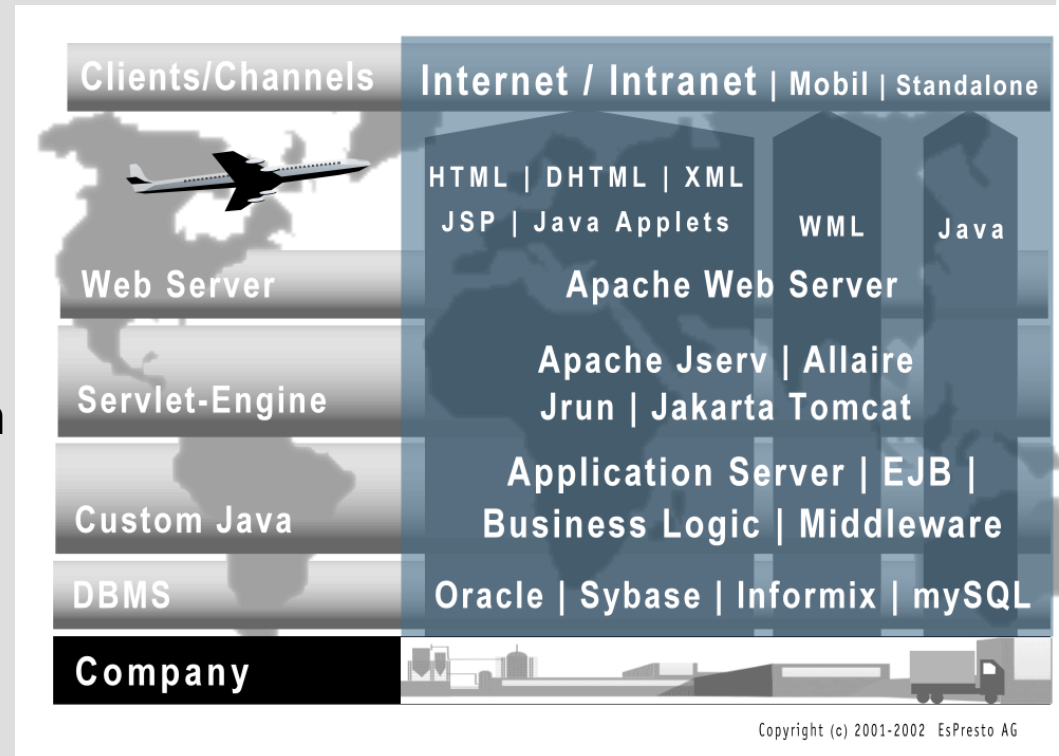 Clients/Channels
Internet / Intranet | Mobil | Standalone
HTML | DHTML | XML
JSP | Java Applets
WML
Java
Web Server
Apache Web Server
Servlet-Engine
Apache Jserv | Allaire
Jrun | Jakarta Tomcat
Custom Java
Application Server | EJB |
Business Logic | Middleware
DBMS
Oracle | Sybase | Informix | mySQL
Company
Copyright (c) 2001-2002 EsPresto AG